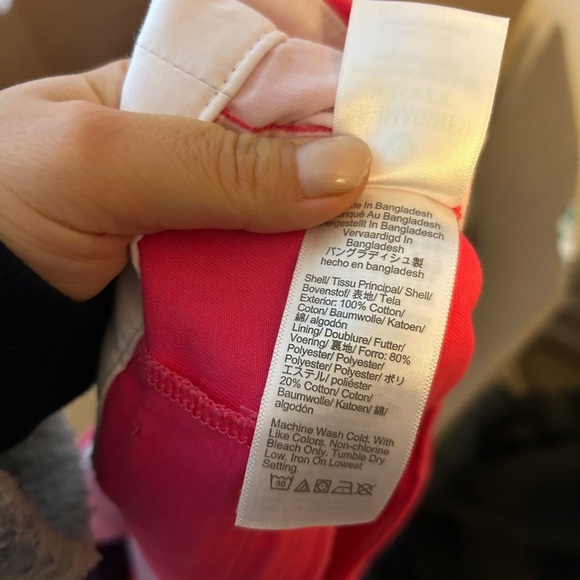 de In Bangladesh
riqué Au Bangladesh
ergestellt In Bangladesch
Vervaardigd In
Bangladesh
バングラディシュ製
hecho en bangladesh
Shell/ Tissu Principal/ Shell/
Bovenstof/ 表地/ Tela
Exterior: 100% Cotton/
Coton/ Baumwolle/ Katoen/
綿/ algodón
Lining/ Doublure/ Futter/
Voering/ 裏地/ Forro: 80%
Polyester/ Polyester/
Polyester/ Polyester/ ポリ
エステル/ poliéster
20% Cotton/ Coton/
Baumwolle/ Katoen/ 綿/
algodón
Machine Wash Cold, With
Like Colors. Non-chlorine
Bleach Only. Tumble Dry
Low. Iron On Lowest
Setting.
30